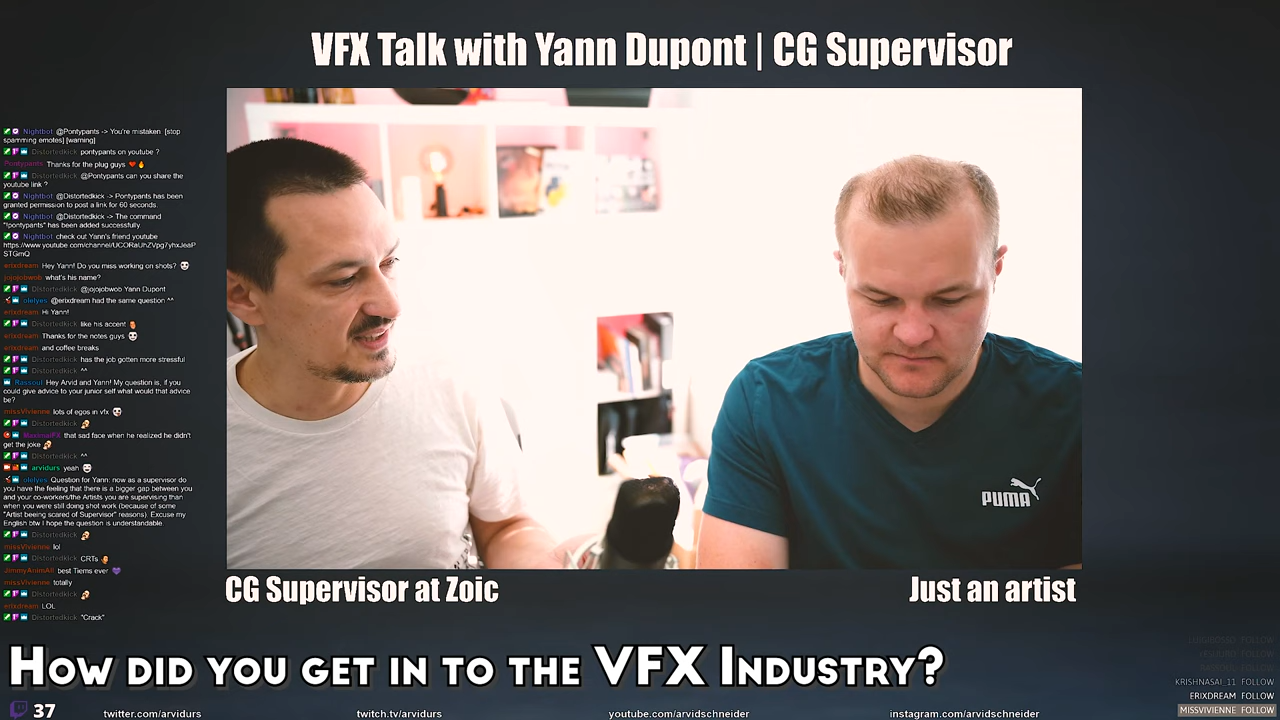 VFX Talk with Yann Dupont | CG Supervisor
Nightbot @Pontypants -> You're mistaken. [stop
spamming emotes] [warning]
Distortedkick pontypants on youtube ?
Pontypants Thanks for the plug guys
Distortedkick @Pontypants can you share the
youtube link ?
Nightbot @Distortedkick -> Pontypants has been
granted permission to post a link for 60 seconds.
Nightbot @Distortedkick -> The command
"!pontypants" has been added successfully
Nightbot check out Yann's friend youtube
STGmQ
erixdream Hey Yann! Do you miss working on shots?
jojojobwob what's his name?
Distortedkick @jojojobwob Yann Dupont
olelyes @erixdream had the same question ^^
erixdream Hi Yann!
Distortedkick like his accent
erixdream Thanks for the notes guys
erixdream and coffee breaks
Distortedkick has the job gotten more stressful
Distortedkick ^^
Rassoul Hey Arvid and Yann! My question is, if you
could give advice to your junior self what would that advice
be?
missVivienne lots of egos in vfx
Distortedkick
that sad face when he realized he didn't
get the joke
Distortedkick ^^
arvidurs yeah
olelyes Question for Yann: now as a supervisor do
you have the feeling that there is a bigger gap between you
and your co-workers/the Artists you are supervising than
when you were still doing shot work (because of some
"Artist beeing scared of Supervisor" reasons). Excuse my
English btw I hope the question is understandable
Distortedkick
missVivienne lol
Distortedkick CRTs
JimmyAnimAll best Tiems ever
missVivienne totally
Distortedkick
erixdream LOL
Distortedkick "Crack"
PUMA
CG Supervisor at Zoic
Just an artist
How did you get in to the VFX Industry?
KRISHNASAI_11 FOLLOW
ERIXDREAM FOLLOW
MISSVIVIENNE FOLLOW
37
twitter.com/arvidurs
twitch.tv/arvidurs
youtube.com/arvidschneider
instagram.com/arvidschneider